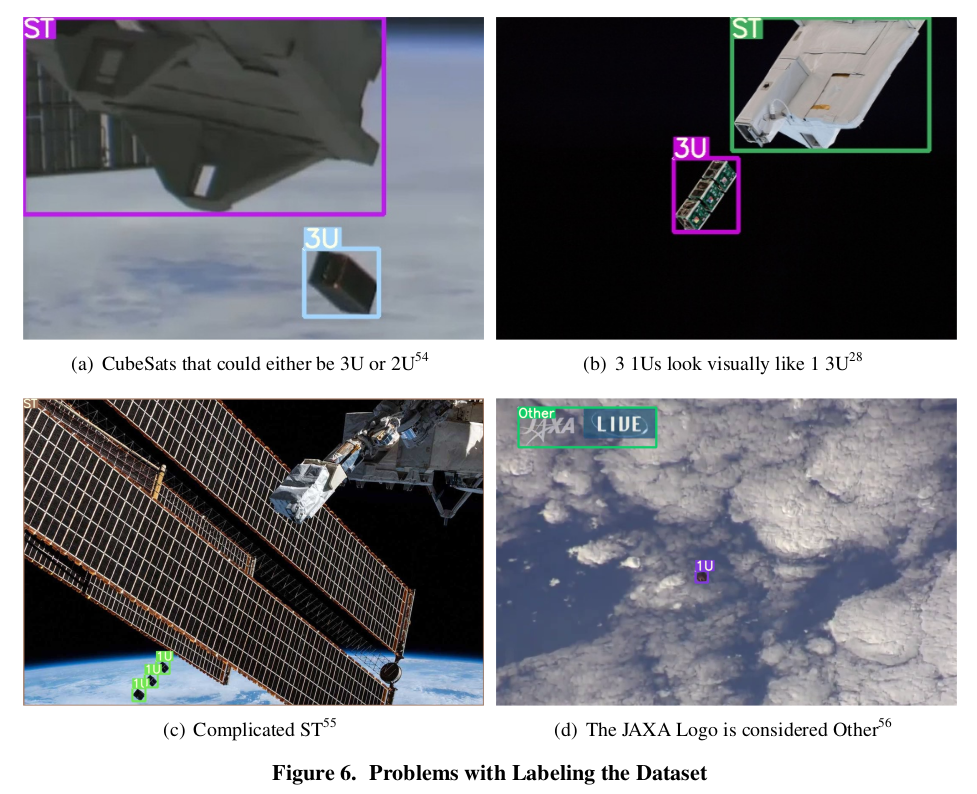 ST
3U
ST
3U
(a) CubeSats that could either be 3U or 2U54
(b) 3 1Us look visually like 1 3U28
ST
1U
1U
1U
Other
JAXA LIVE
1U
(c) Complicated ST55
(d) The JAXA Logo is considered Other56
Figure 6. Problems with Labeling the Dataset